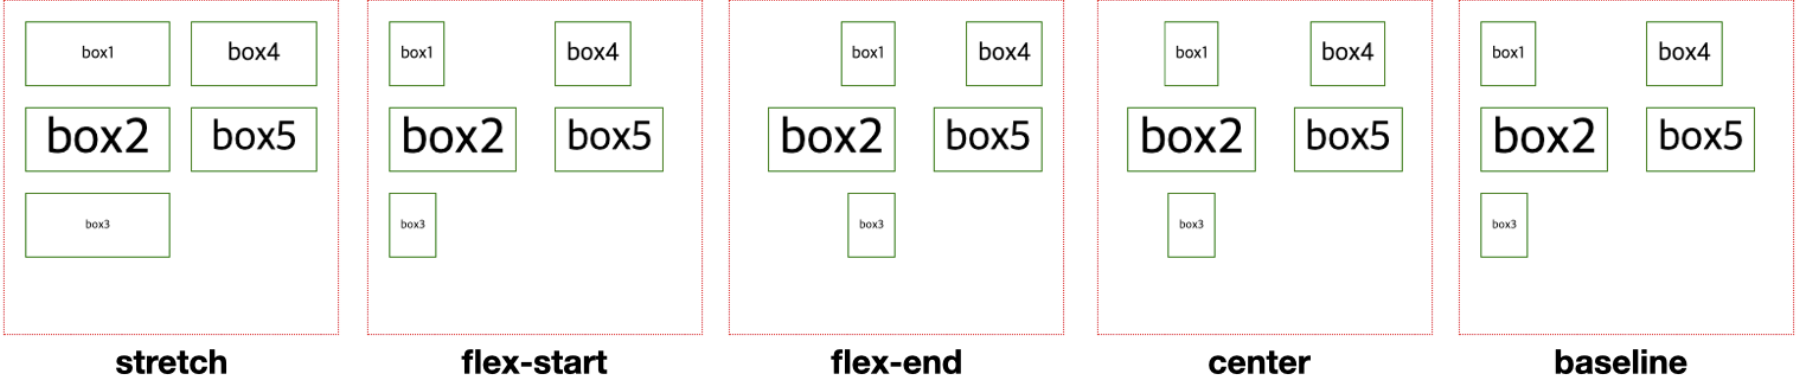 box1 box4 box1 box4 box1 box4 box1 box4 box1 box4
box2 box5 box2 box5 box2 box5 box2 box5 box2 box5
box3 box3 box3 box3 box3
stretch flex-start flex-end center baseline